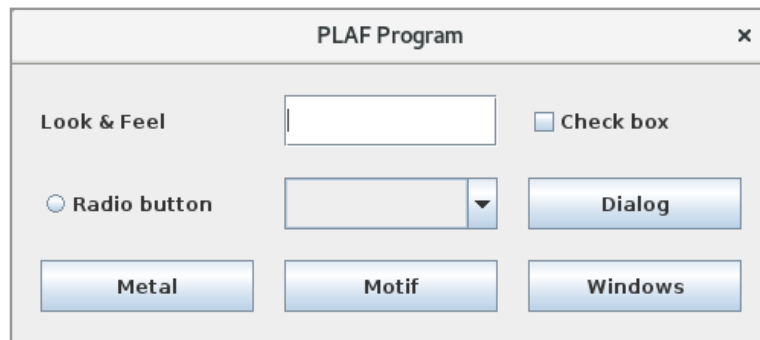 PLAF Program
Look & Feel
Check box
Radio button
Dialog
Metal
Motif
Windows